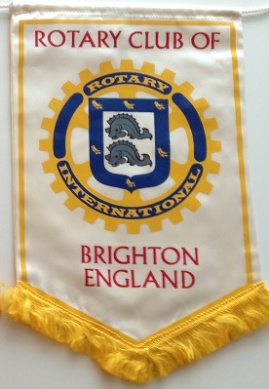 ROTARY CLUB OF
ROTARY
INTERNATIONAL
BRIGHTON
ENGLAND